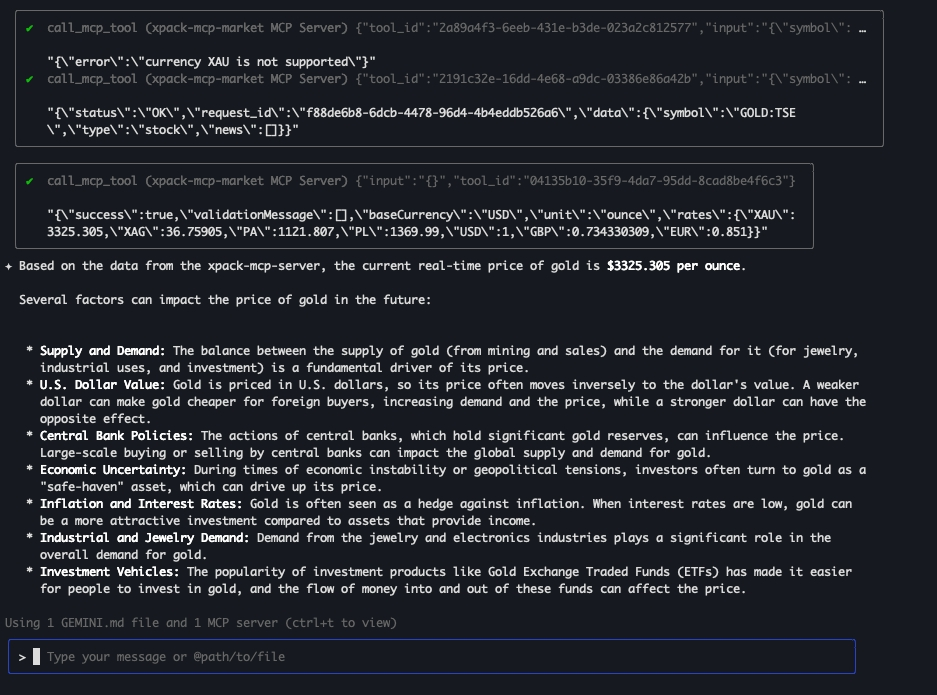 ✔ call_mcp_tool (xpack-mcp-market MCP Server) {"tool_id":"2a89a4f3-6eeb-431e-b3de-023a2c812577","input":"{\"symbol\": …
"{\"error\":\"currency XAU is not supported\"}"
✔ call_mcp_tool (xpack-mcp-market MCP Server) {"tool_id":"2191c32e-16dd-4e68-a9dc-03386e86a42b","input":"{\"symbol\": …
"{\"status\":\"OK\",\"request_id\":\"f88de6b8-6dcb-4478-96d4-4b4eddb526a6\",\"data\":{\"symbol\":\"GOLD:TSE
\",\"type\":\"stock\",\"news\":[]}}"
✔ call_mcp_tool (xpack-mcp-market MCP Server) {"input":"{}","tool_id":"04135b10-35f9-4da7-95dd-8cad8be4f6c3"}
"{\"success\":true,\"validationMessage\":[],\"baseCurrency\":\"USD\",\"unit\":\"ounce\",\"rates\":{\"XAU\":
3325.305,\"XAG\":36.75905,\"PA\":1121.807,\"PL\":1369.99,\"USD\":1,\"GBP\":0.734330309,\"EUR\":0.851}}"
✦ Based on the data from the xpack-mcp-server, the current real-time price of gold is $3325.305 per ounce.
Several factors can impact the price of gold in the future:
* Supply and Demand: The balance between the supply of gold (from mining and sales) and the demand for it (for jewelry,
industrial uses, and investment) is a fundamental driver of its price.
* U.S. Dollar Value: Gold is priced in U.S. dollars, so its price often moves inversely to the dollar's value. A weaker
dollar can make gold cheaper for foreign buyers, increasing demand and the price, while a stronger dollar can have the
opposite effect.
* Central Bank Policies: The actions of central banks, which hold significant gold reserves, can influence the price.
Large-scale buying or selling by central banks can impact the global supply and demand for gold.
* Economic Uncertainty: During times of economic instability or geopolitical tensions, investors often turn to gold as a
"safe-haven" asset, which can drive up its price.
* Inflation and Interest Rates: Gold is often seen as a hedge against inflation. When interest rates are low, gold can
be a more attractive investment compared to assets that provide income.
* Industrial and Jewelry Demand: Demand from the jewelry and electronics industries plays a significant role in the
overall demand for gold.
* Investment Vehicles: The popularity of investment products like Gold Exchange Traded Funds (ETFs) has made it easier
for people to invest in gold, and the flow of money into and out of these funds can affect the price.
Using 1 GEMINI.md file and 1 MCP server (ctrl+t to view)
> Type your message or @path/to/file